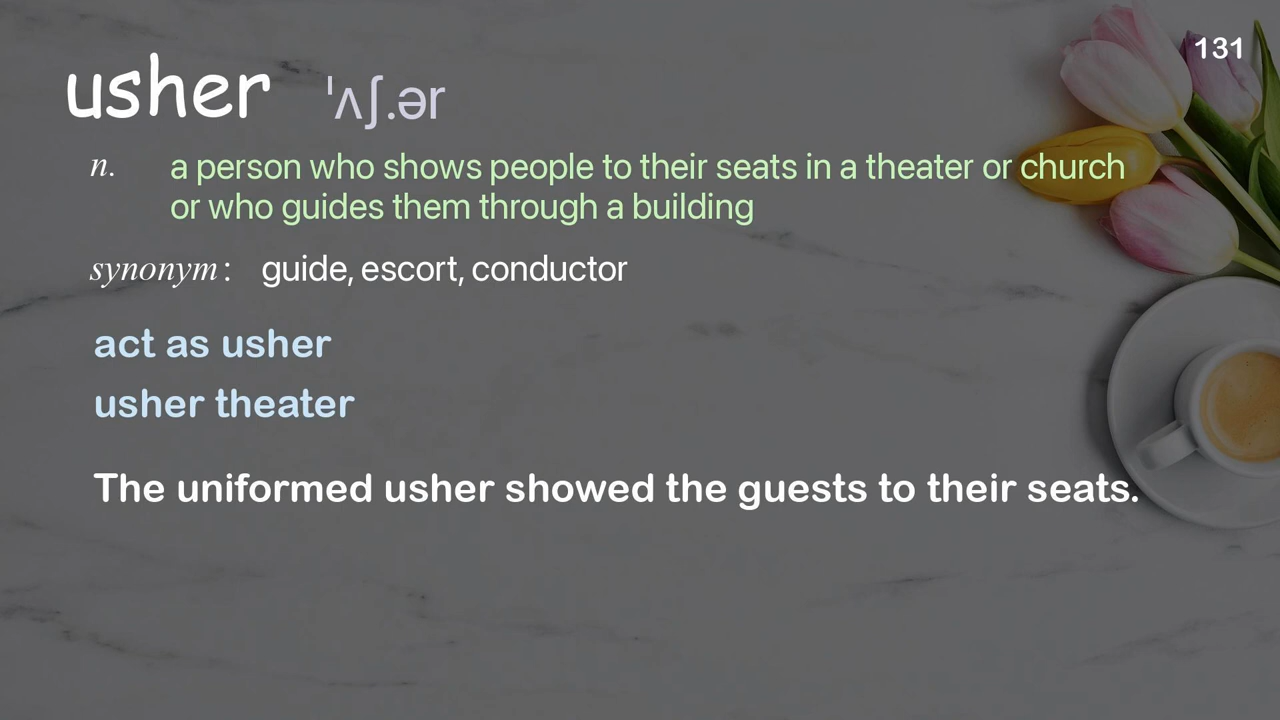 131
usher ˈʌʃ.ər
n. a person who shows people to their seats in a theater or church
or who guides them through a building
synonym: guide, escort, conductor
act as usher
usher theater
The uniformed usher showed the guests to their seats.